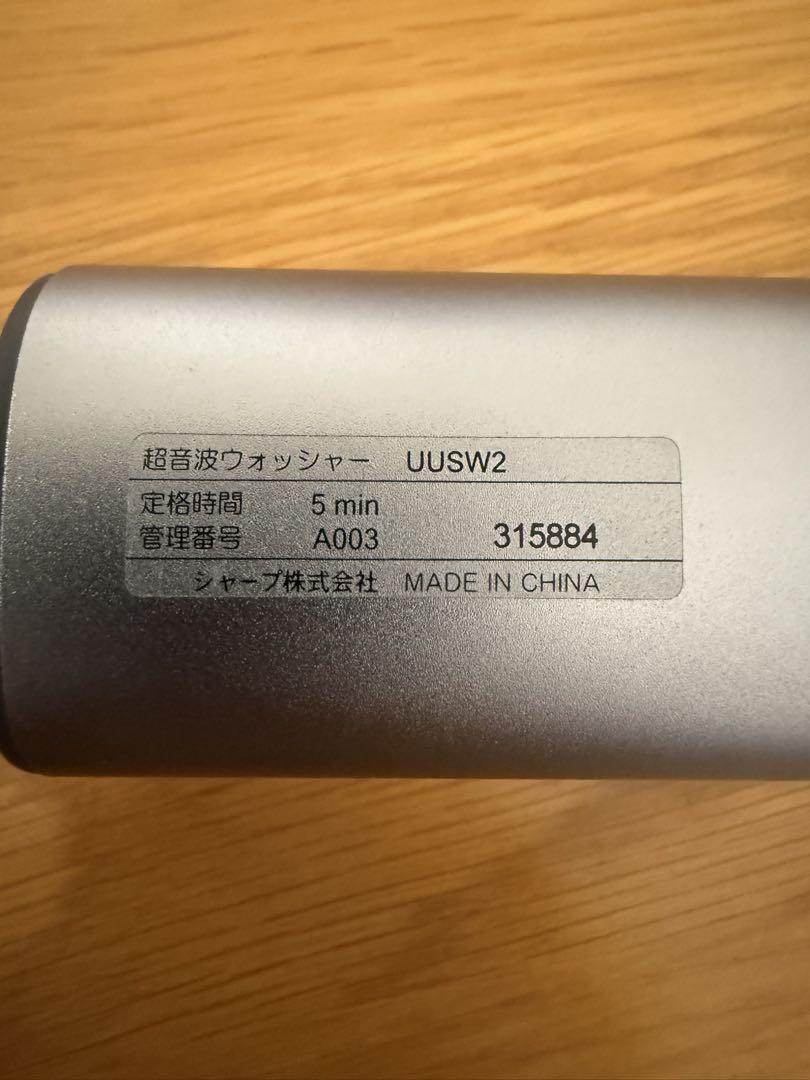 超音波ウォッシャー UUSW2
定格時間 5 min
管理番号 A003 315884
シャープ株式会社 MADE IN CHINA